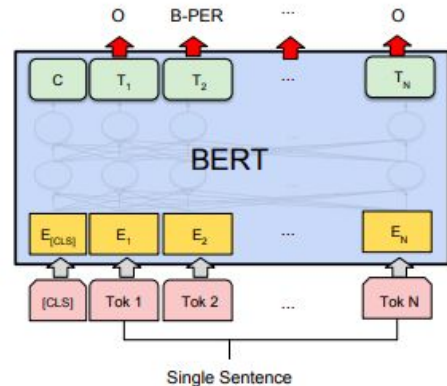 O B-PER ... O
C T1 T2 ... TN
BERT
E[CLS] E1 E2 ... EN
[CLS] Tok 1 Tok 2 ... Tok N
Single Sentence